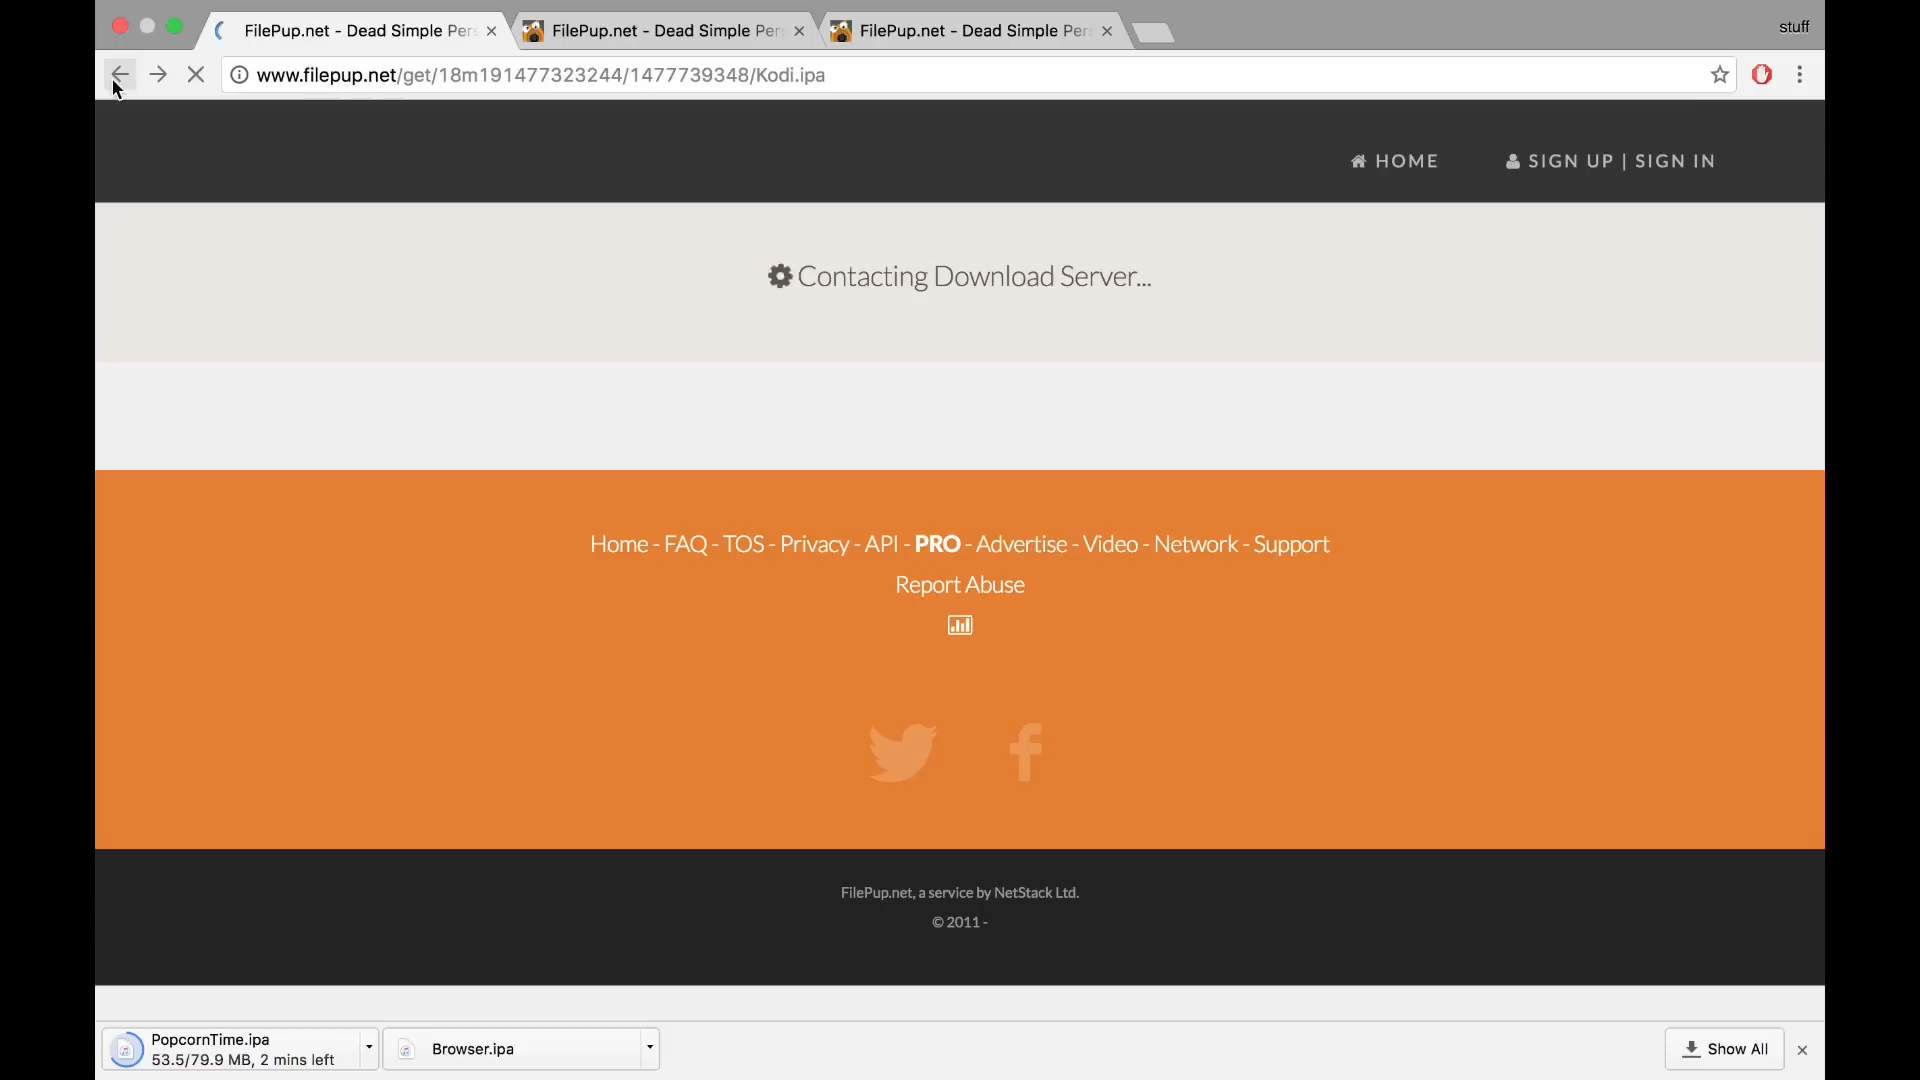 FilePup.net - Dead Simple Pers
FilePup.net - Dead Simple Pers
FilePup.net - Dead Simple Pers
stuff
www.filepup.net/get/18m191477323244/1477739348/Kodi.ipa
HOME
SIGN UP | SIGN IN
Contacting Download Server...
Home - FAQ - TOS - Privacy - API - PRO - Advertise - Video - Network - Support
Report Abuse
FilePup.net, a service by NetStack Ltd.
© 2011 -
PopcornTime.ipa
53.5/79.9 MB, 2 mins left
Browser.ipa
Show All